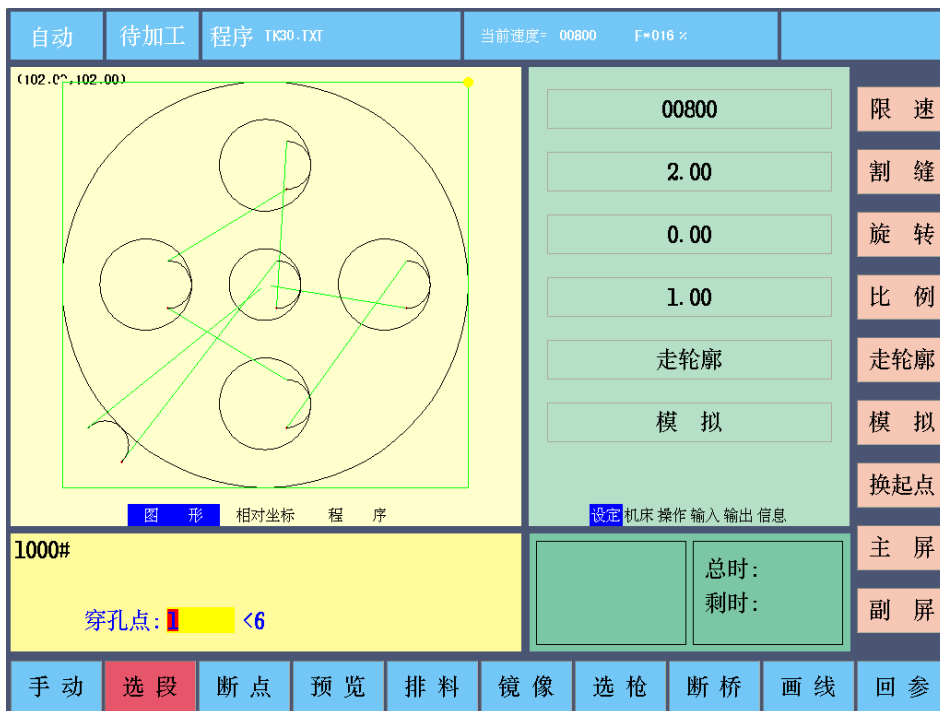 自动 待加工 程序 TK30.TXT 当前速度= 00800 F*016 %
(102.00,102.00)
00800 限 速
2.00 割 缝
0.00 旋 转
1.00 比 例
走轮廓 走轮廓
模 拟 模 拟
换起点
图 形 相对坐标 程 序 设定 机床 操作 输入 输出 信息
1000# 主 屏
总时:
剩时: 副 屏
穿孔点: 1 <6
手 动 选 段 断 点 预 览 排 料 镜 像 选 枪 断 桥 画 线 回 参